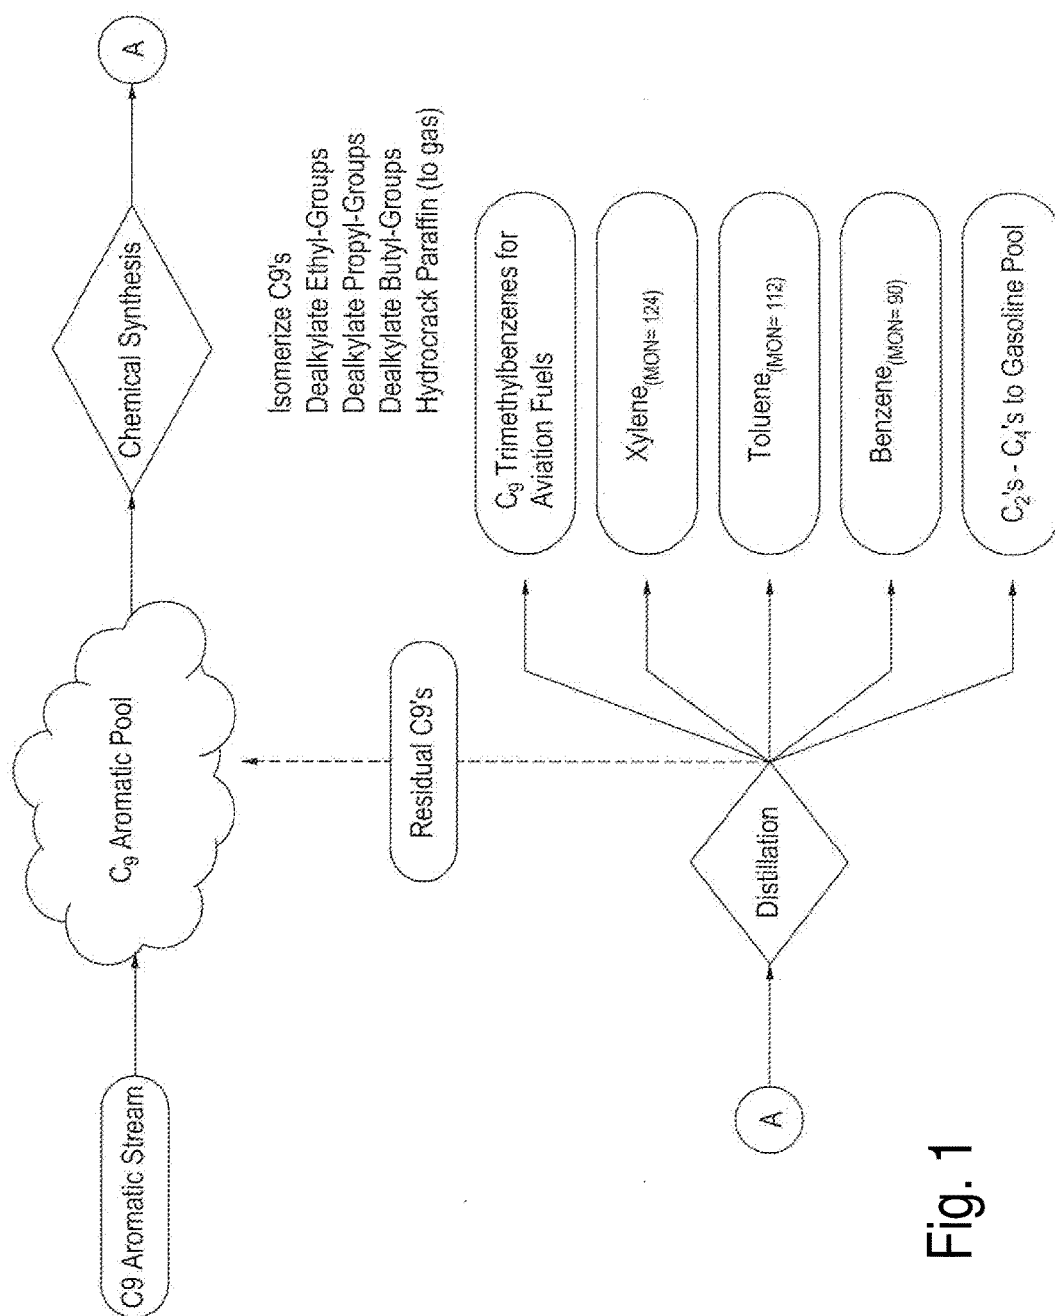 C9 Aromatic Stream
C₉ Aromatic Pool
Chemical Synthesis
A
Isomerize C9's
Dealkylate Ethyl-Groups
Dealkylate Propyl-Groups
Dealkylate Butyl-Groups
Hydrocrack Paraffin (to gas)
Residual C9's
A
Distillation
C₉ Trimethylbenzenes for
Aviation Fuels
Xylene(MON= 124)
Toluene(MON= 112)
Benzene(MON= 90)
C₂'s - C₄'s to Gasoline Pool
Fig. 1